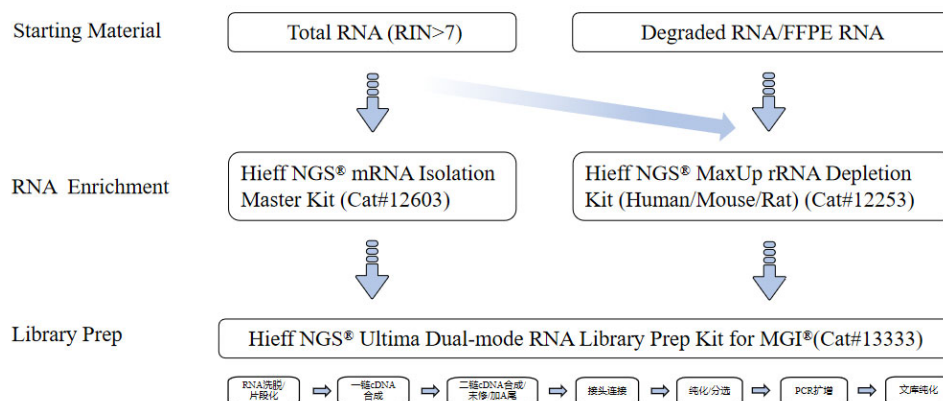 Starting Material
Total RNA (RIN>7)
Degraded RNA/FFPE RNA
RNA Enrichment
Hieff NGS® mRNA Isolation
Master Kit (Cat#12603)
Hieff NGS® MaxUp rRNA Depletion
Kit (Human/Mouse/Rat) (Cat#12253)
Library Prep
Hieff NGS® Ultima Dual-mode RNA Library Prep Kit for MGI®(Cat#13333)
RNA洗脱/
片段化
一链cDNA
合成
二链cDNA合成/
末修/加A尾
接头连接
纯化/分选
PCR扩增
文库纯化